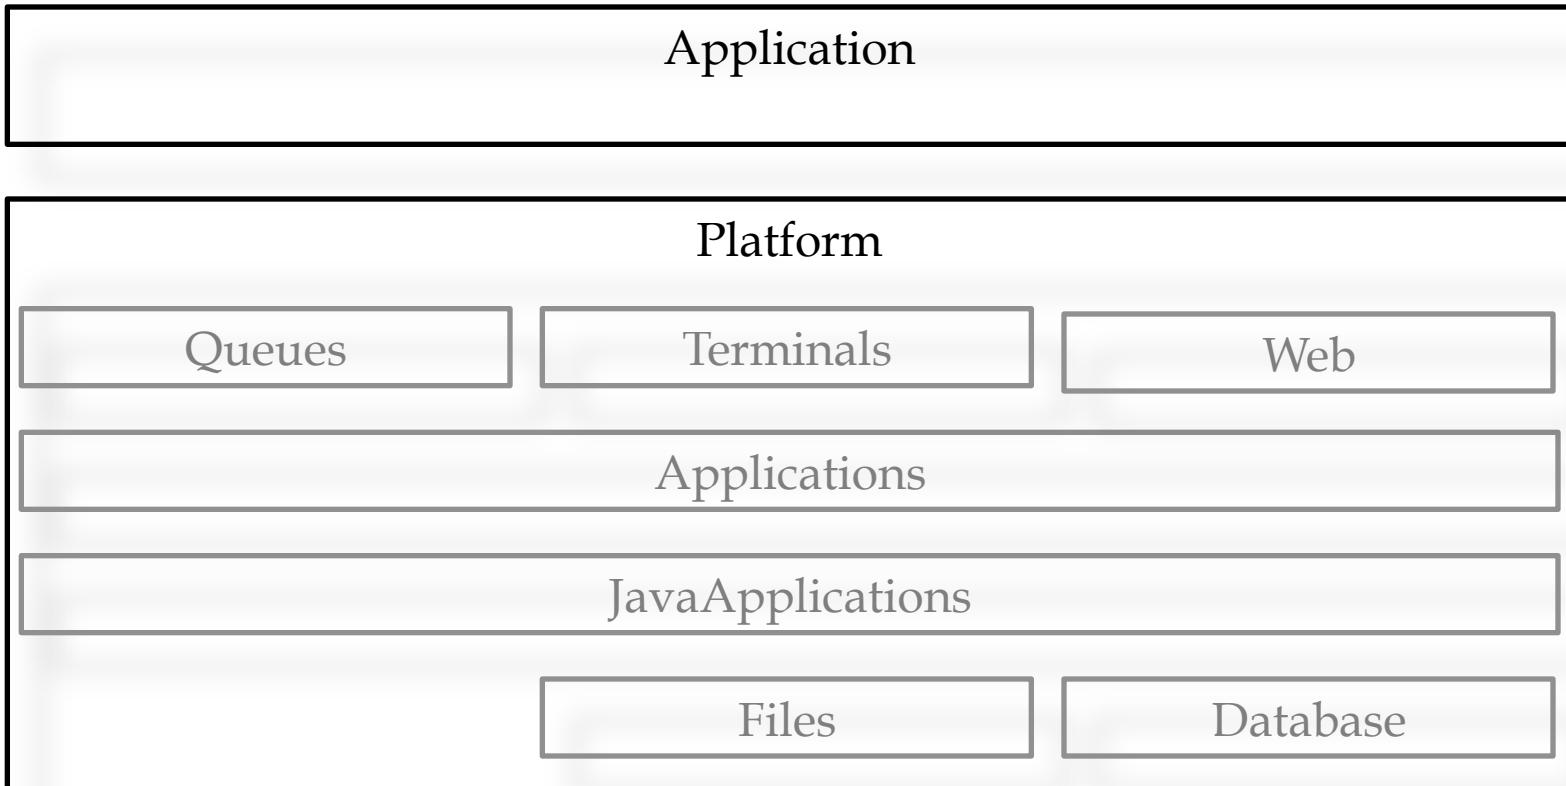 Application
Platform
Queues
Terminals
Web
Applications
JavaApplications
Files
Database